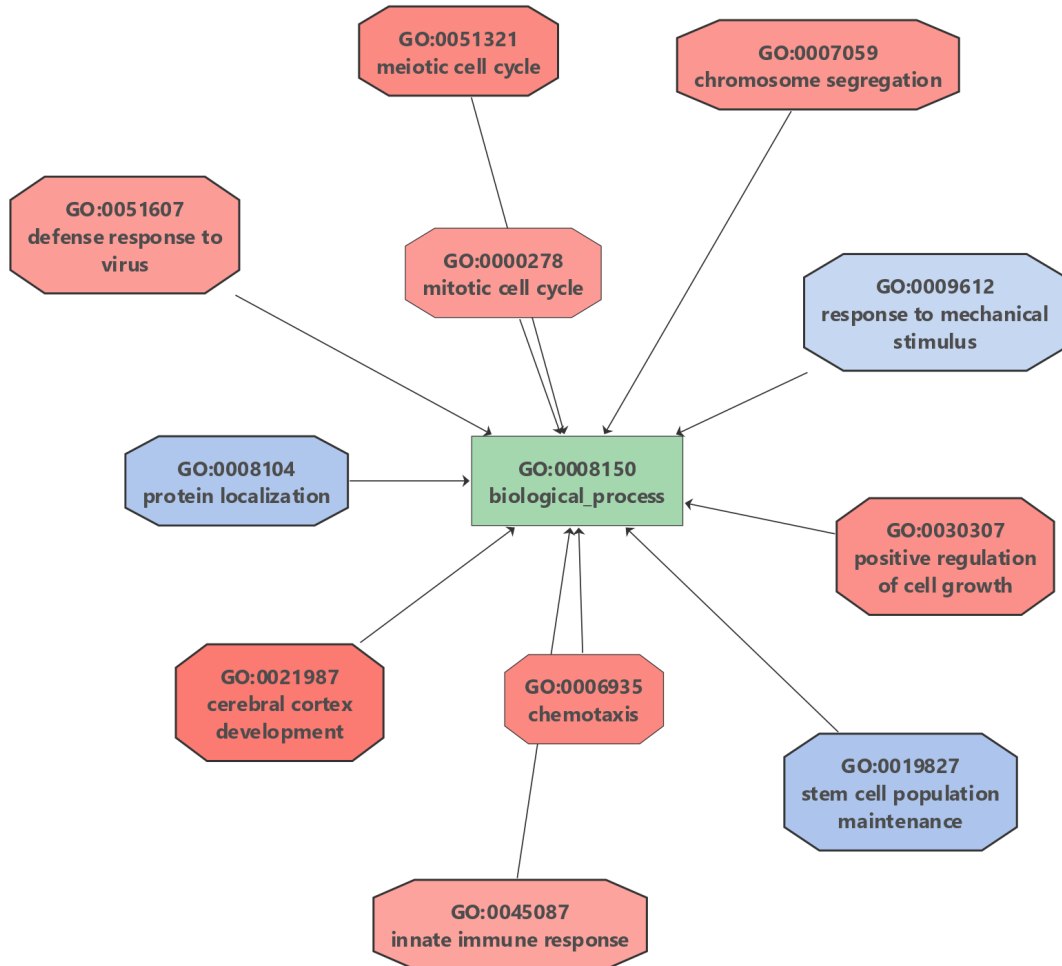 GO:0051321
meiotic cell cycle
GO:0007059
chromosome segregation
GO:0051607
defense response to
virus
GO:0000278
mitotic cell cycle
GO:0009612
response to mechanical
stimulus
GO:0008104
protein localization
GO:0008150
biological_process
GO:0030307
positive regulation
of cell growth
GO:0021987
cerebral cortex
development
GO:0006935
chemotaxis
GO:0019827
stem cell population
maintenance
GO:0045087
innate immune response